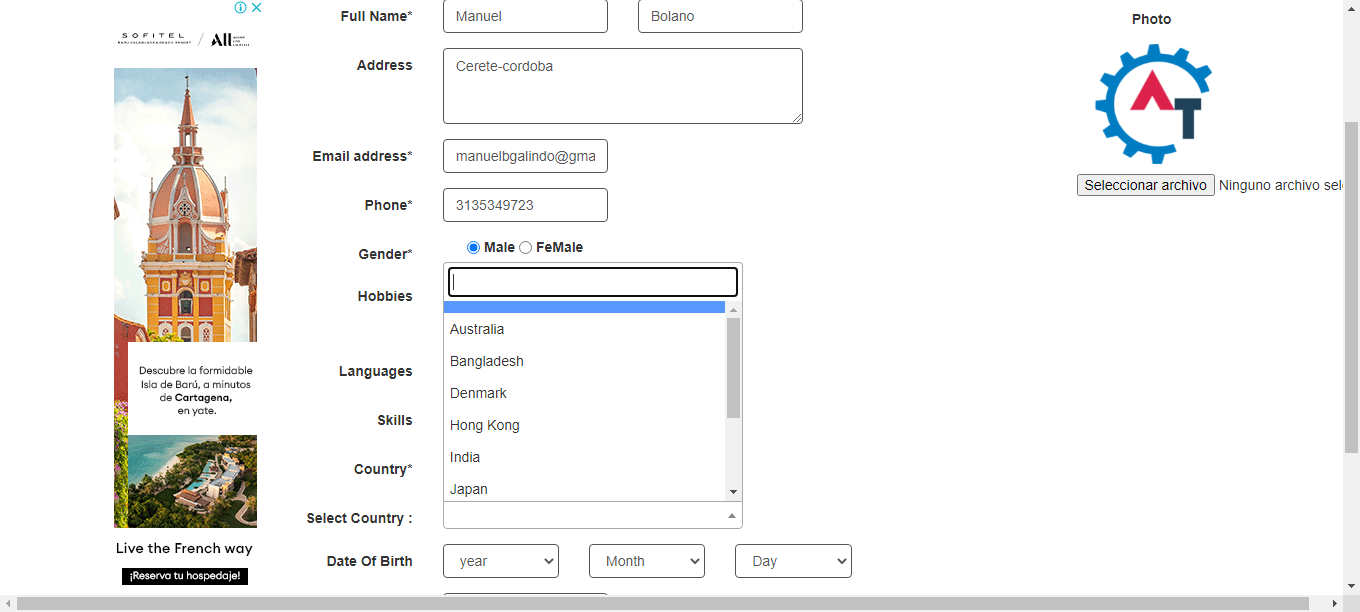 SOFITEL
ALL
Descubre la formidable
Isla de Barú, a minutos
de Cartagena,
en yate.
Live the French way
¡Reserva tu hospedaje!
Full Name*
Manuel
Bolano
Address
Cerete-cordoba
Email address*
manuelbgalindo@gma
Phone*
3135349723
Gender*
Male
FeMale
Hobbies
Australia
Bangladesh
Denmark
Hong Kong
India
Japan
Languages
Skills
Country*
Select Country :
Date Of Birth
year
Month
Day
Photo
AT
Seleccionar archivo
Ninguno archivo sel